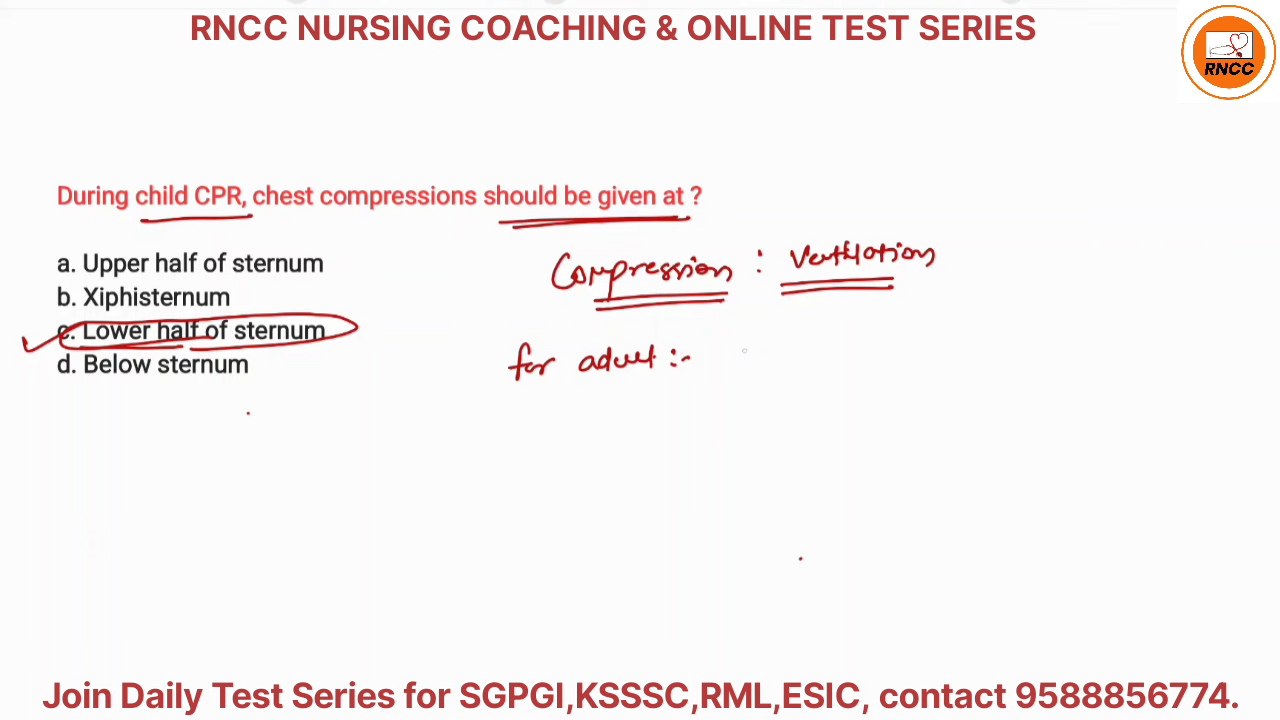 RNCC NURSING COACHING & ONLINE TEST SERIES
RNCC
During child CPR, chest compressions should be given at ?
a. Upper half of sternum
b. Xiphisternum
c. Lower half of sternum
d. Below sternum
Compression : Ventilation
for adult :-
Join Daily Test Series for SGPGI,KSSSC,RML,ESIC, contact 9588856774.